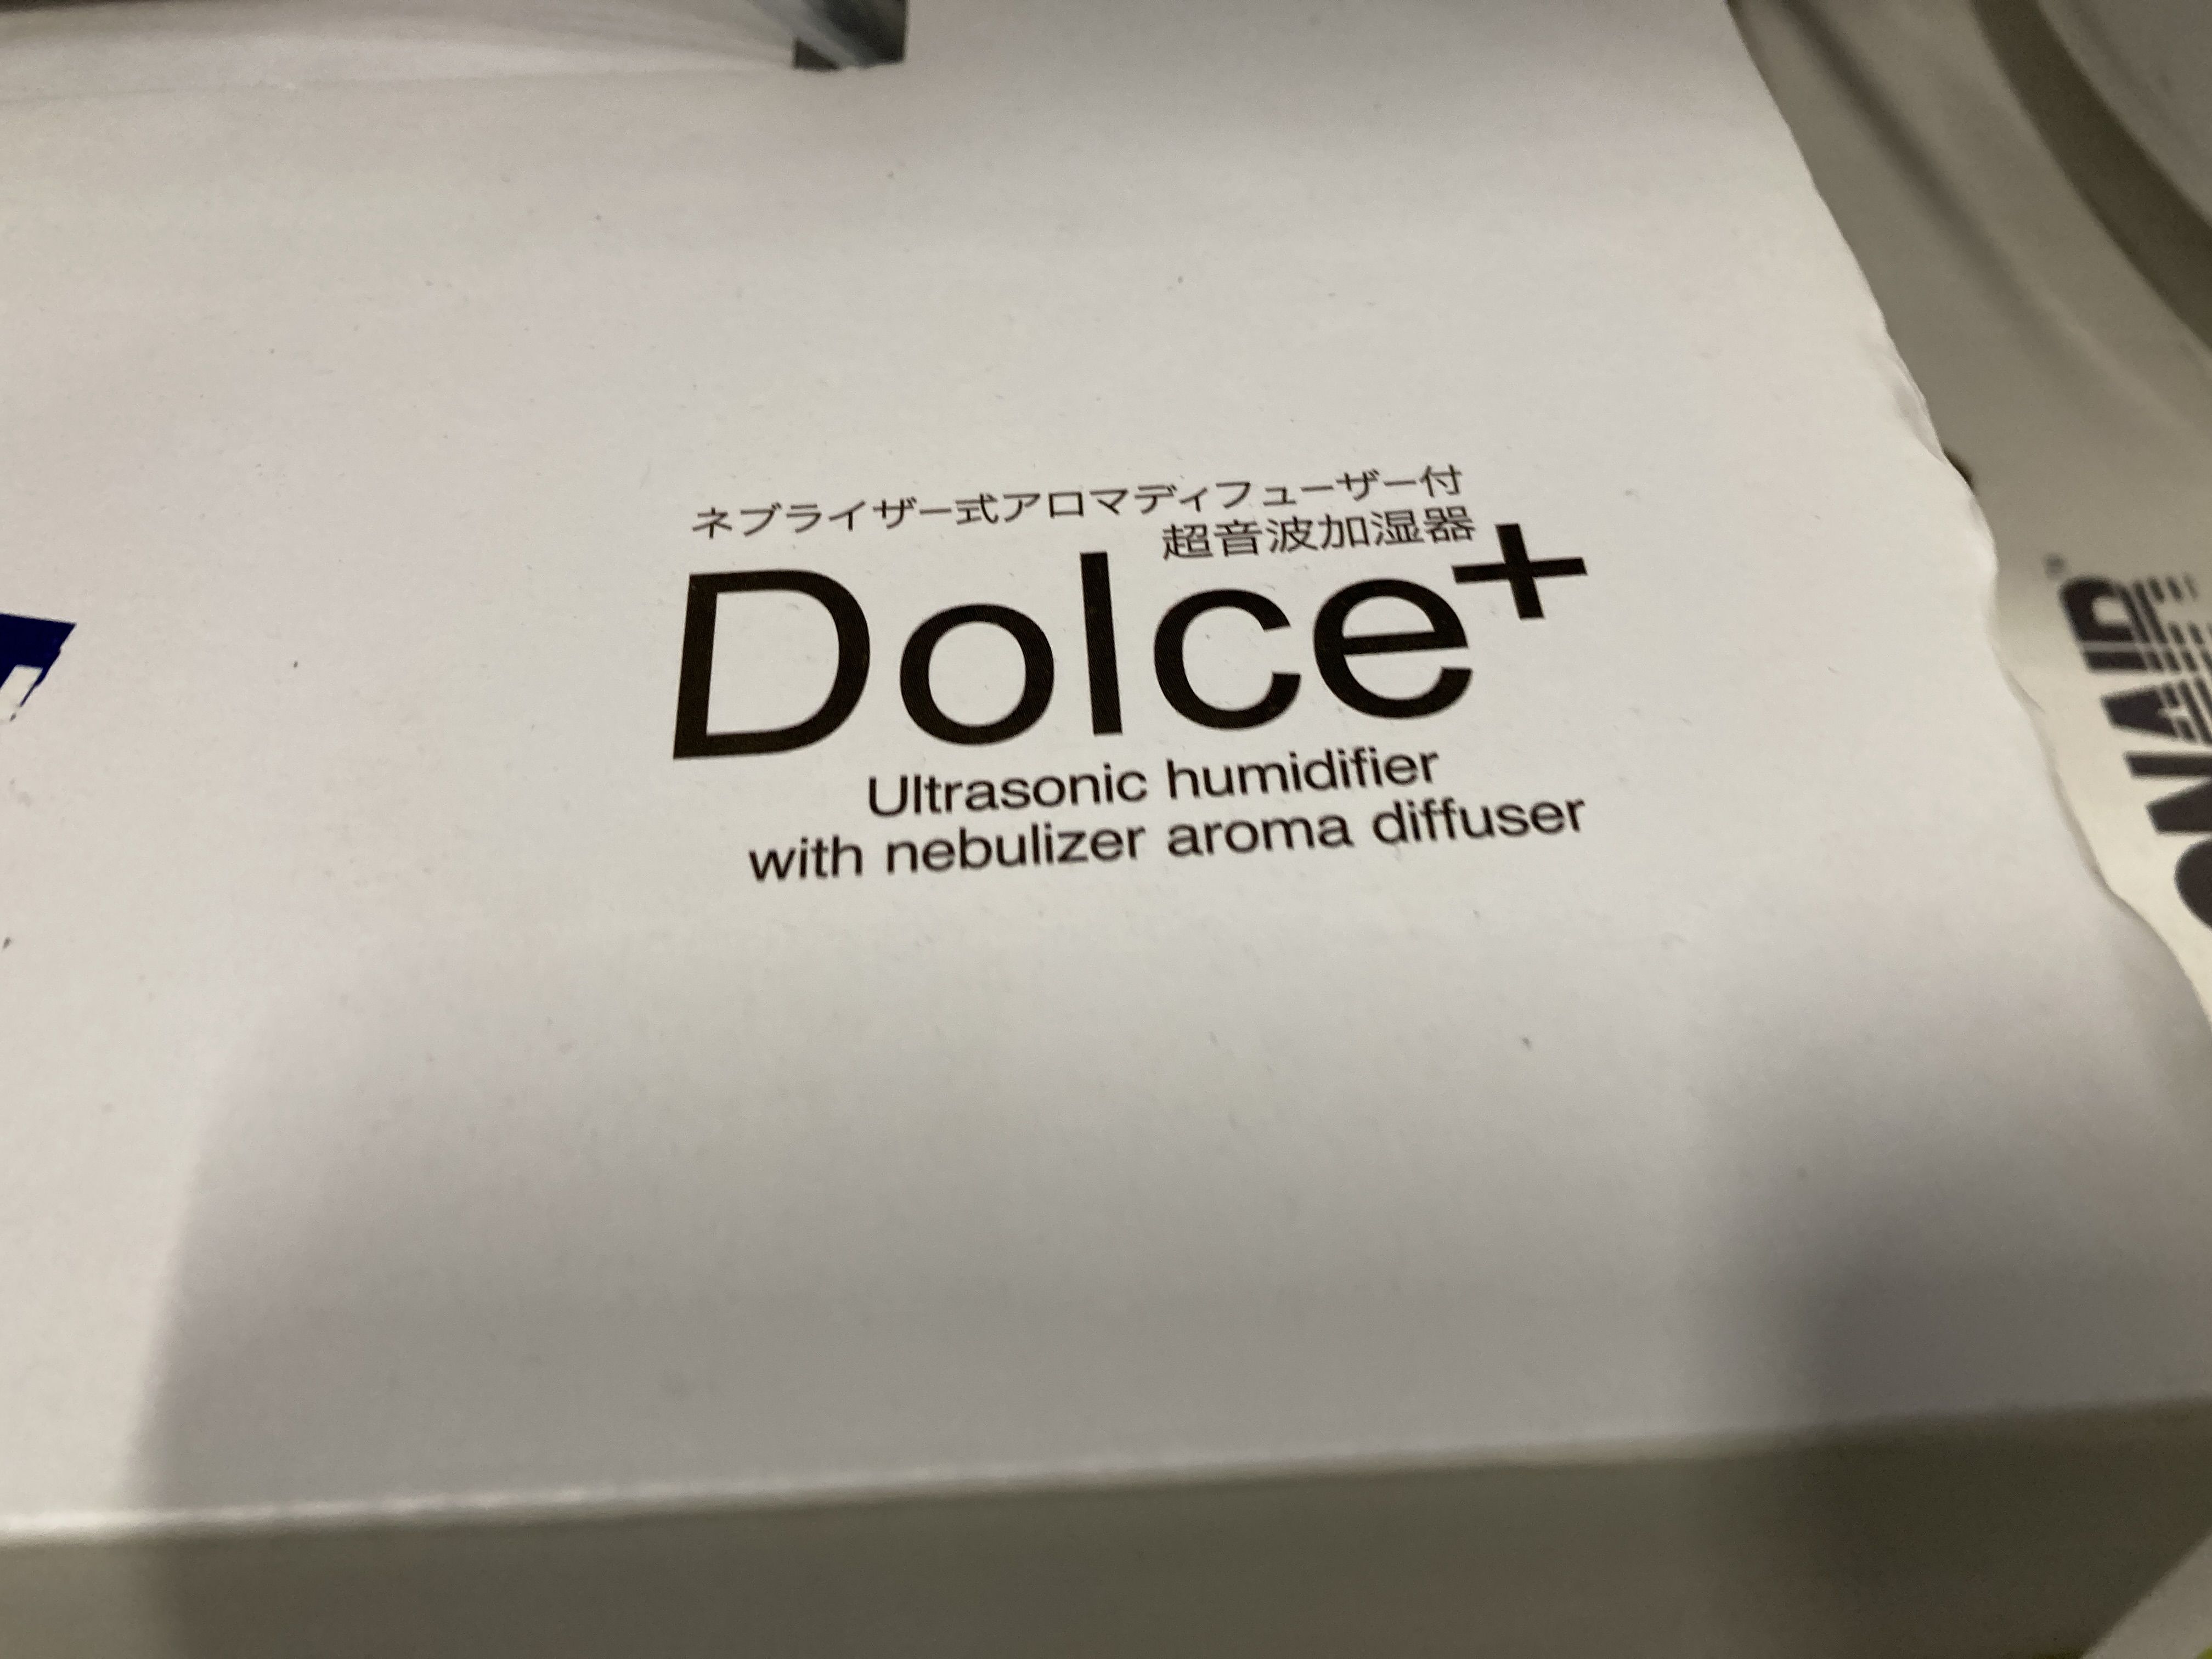 ネブライザー式アロマディフューザー付
超音波加湿器
Dolce+
Ultrasonic humidifier
with nebulizer aroma diffuser